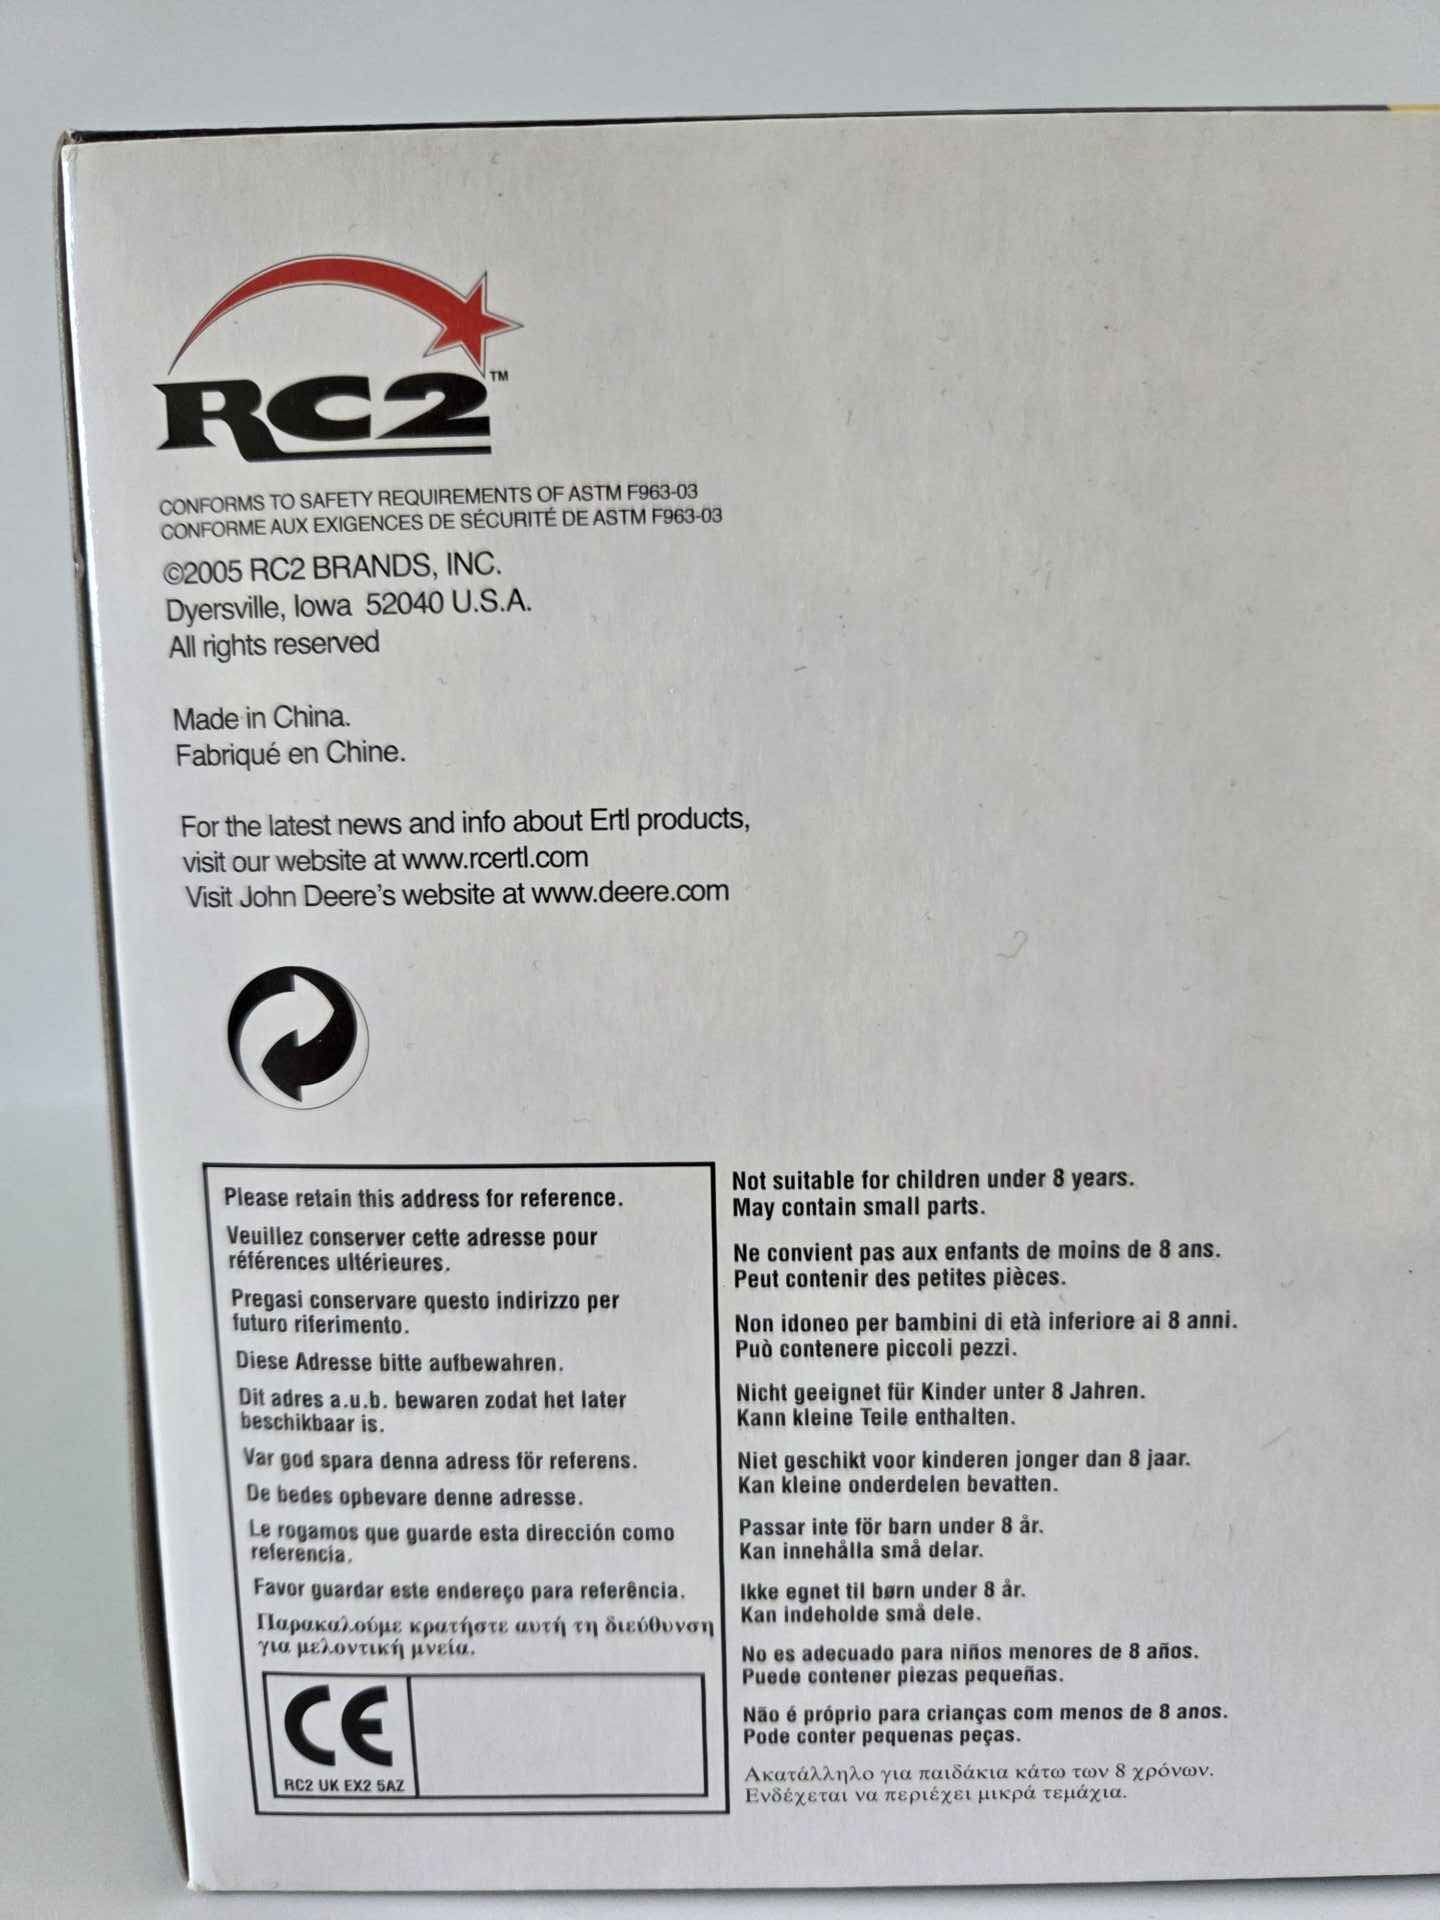 RC2™
CONFORMS TO SAFETY REQUIREMENTS OF ASTM F963-03
CONFORME AUX EXIGENCES DE SÉCURITÉ DE ASTM F963-03
©2005 RC2 BRANDS, INC.
Dyersville, Iowa 52040 U.S.A.
All rights reserved
Made in China.
Fabriqué en Chine.
For the latest news and info about Ertl products,
visit our website at www.rcertl.com
Visit John Deere's website at www.deere.com
Please retain this address for reference.
Veuillez conserver cette adresse pour
références ultérieures.
Pregasi conservare questo indirizzo per
futuro riferimento.
Diese Adresse bitte aufbewahren.
Dit adres a.u.b. bewaren zodat het later
beschikbaar is.
Var god spara denna adress för referens.
De bedes opbevare denne adresse.
Le rogamos que guarde esta dirección como
referencia.
Favor guardar este endereço para referência.
Παρακαλούμε κρατήστε αυτή τη διεύθυνση
για μελοντική μνεία.
CE
RC2 UK EX2 5AZ
Not suitable for children under 8 years.
May contain small parts.
Ne convient pas aux enfants de moins de 8 ans.
Peut contenir des petites pièces.
Non idoneo per bambini di età inferiore ai 8 anni.
Può contenere piccoli pezzi.
Nicht geeignet für Kinder unter 8 Jahren.
Kann kleine Teile enthalten.
Niet geschikt voor kinderen jonger dan 8 jaar.
Kan kleine onderdelen bevatten.
Passar inte för barn under 8 år.
Kan innehålla små delar.
Ikke egnet til børn under 8 år.
Kan indeholde små dele.
No es adecuado para niños menores de 8 años.
Puede contener piezas pequeñas.
Não é próprio para crianças com menos de 8 anos.
Pode conter pequenas peças.
Ακατάλληλο για παιδάκια κάτω των 8 χρόνων.
Ενδέχεται να περιέχει μικρά τεμάχια.